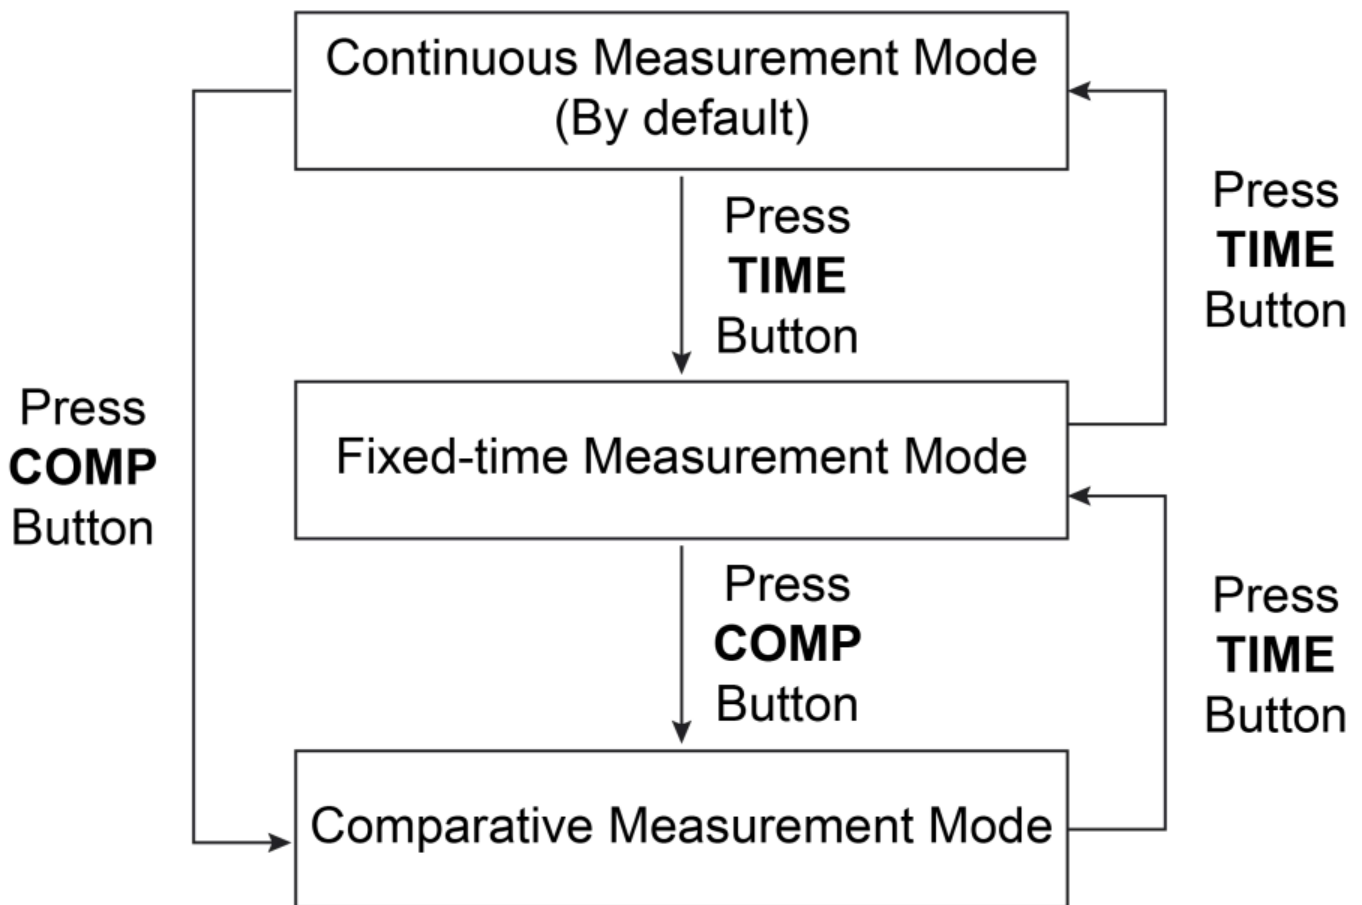 Continuous Measurement Mode
(By default)
Press
TIME
Button
Press
TIME
Button
Fixed-time Measurement Mode
Press
COMP
Button
Press
COMP
Button
Press
TIME
Button
Comparative Measurement Mode